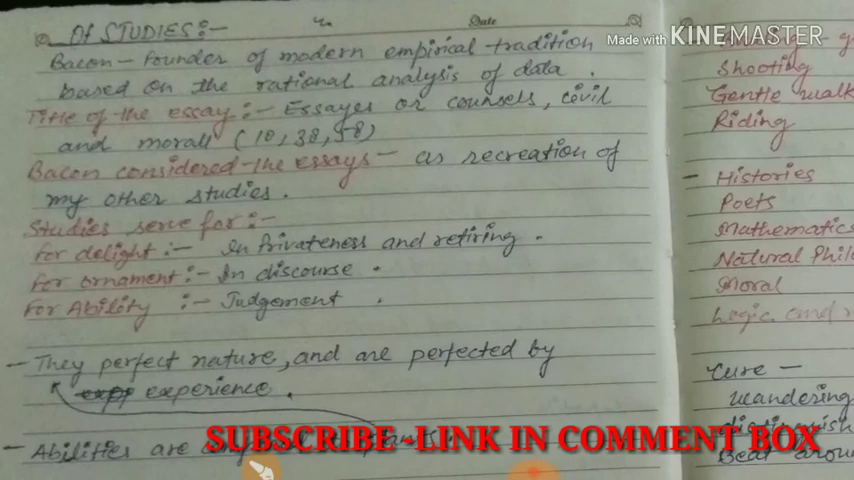 Of STUDIES :-
Date
Bacon - Founder of modern empirical tradition
based on the rational analysis of data .
Title of the essay :- Essayes or counsels, civil
and morall (10, 38, 58)
Bacon considered the essays - as recreation of
my other studies .
Studies serve for :-
For delight :- In privateness and retiring .
For ornament :- In discourse .
For Ability :- Judgement .
- They perfect nature, and are perfected by
experience .
- Abilities are
Made with KINEMASTER
Shooting
Gentle walk
Riding
- Histories
Poets
Mathematics
Natural Phil
Moral
Logic and
Cure -
wandering
Beat arou
SUBSCRIBE -LINK IN COMMENT BOX